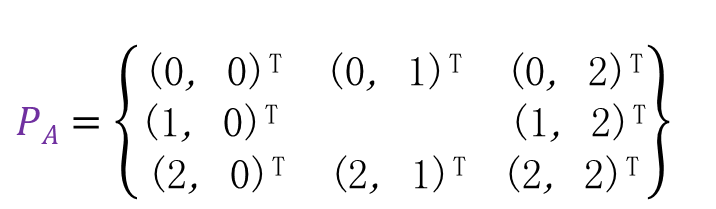 (0, 0)ᵀ (0, 1)ᵀ (0, 2)ᵀ
P_A = { (1, 0)ᵀ (1, 2)ᵀ }
(2, 0)ᵀ (2, 1)ᵀ (2, 2)ᵀ